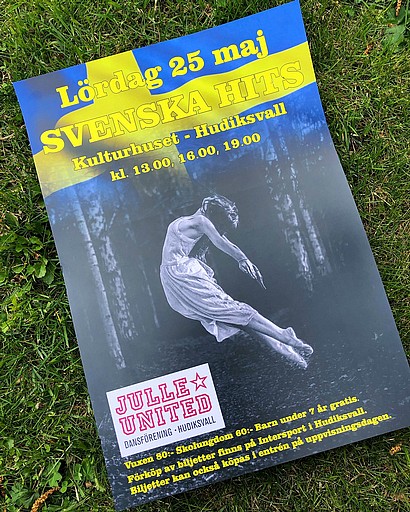 Lördag 25 maj
SVENSKA HITS
Kulturhuset - Hudiksvall
kl. 13.00, 16.00, 19.00
JULLE
UNITED
DANSFÖRENING • HUDIKSVALL
Vuxen 80:- Skolungdom 60:- Barn under 7 år gratis.
Förköp av biljetter finns på Intersport i Hudiksvall.
Biljetter kan också köpas i entrén på uppvisningsdagen.